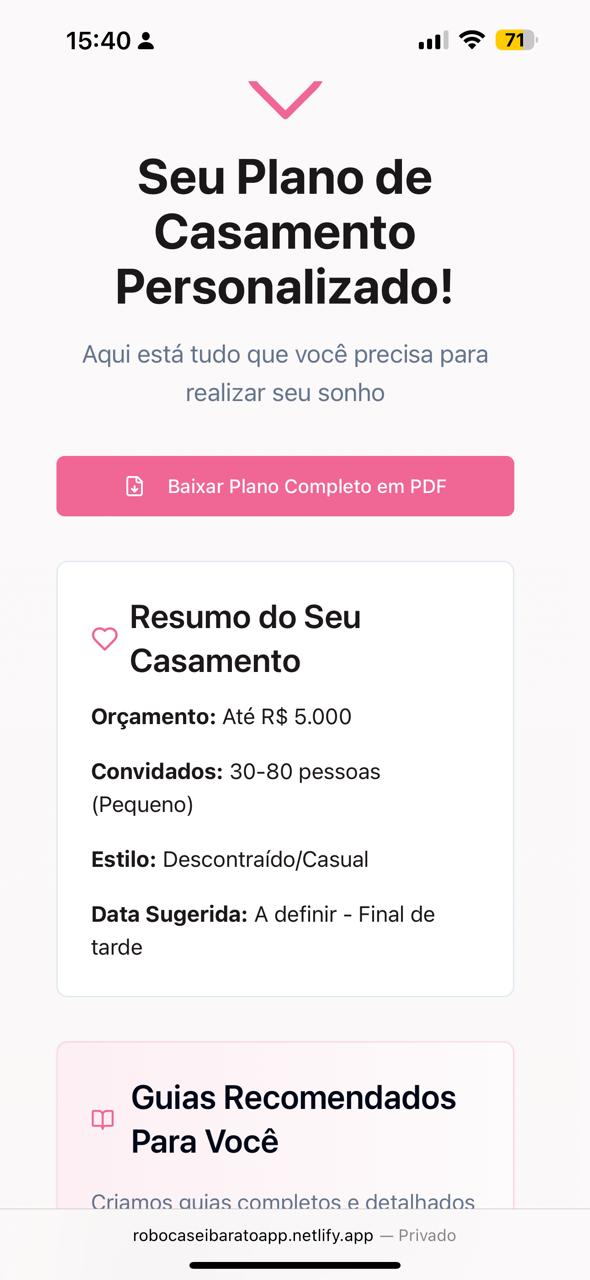 15:40
71
Seu Plano de
Casamento
Personalizado!
Aqui está tudo que você precisa para
realizar seu sonho
Baixar Plano Completo em PDF
Resumo do Seu
Casamento
Orçamento: Até R$ 5.000
Convidados: 30-80 pessoas
(Pequeno)
Estilo: Descontraído/Casual
Data Sugerida: A definir - Final de
tarde
Guias Recomendados
Para Você
Criamos guias completos e detalhados
robocaseibaratoapp.netlify.app — Privado